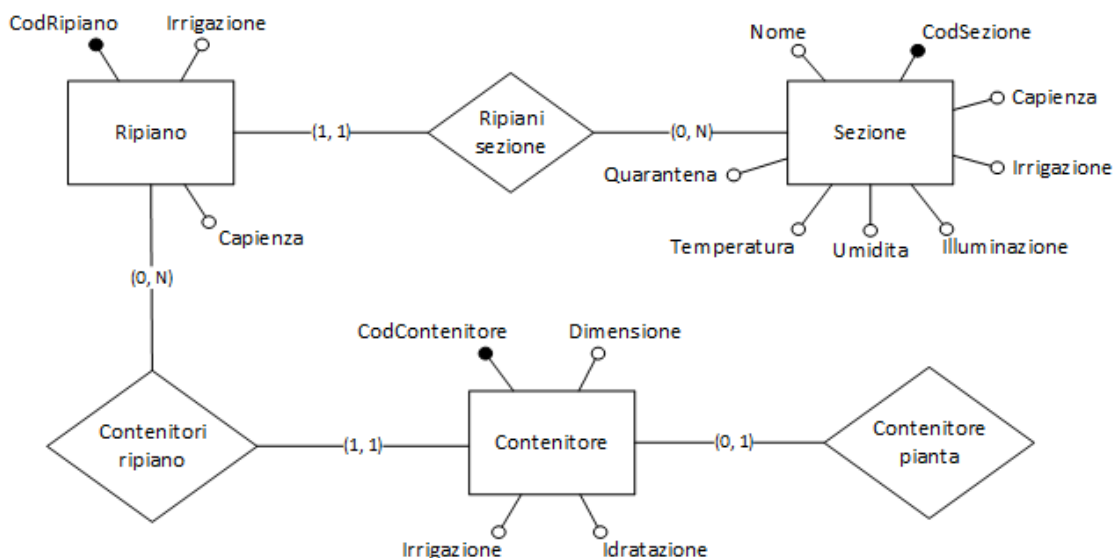 CodRipiano
Irrigazione
Nome
CodSezione
Ripiano
(1, 1)
Ripiani
sezione
(0, N)
Sezione
Capienza
Irrigazione
Quarantena
Capienza
Temperatura
Umidita
Illuminazione
(0, N)
CodContenitore
Dimensione
Contenitori
ripiano
(1, 1)
Contenitore
(0, 1)
Contenitore
pianta
Irrigazione
Idratazione